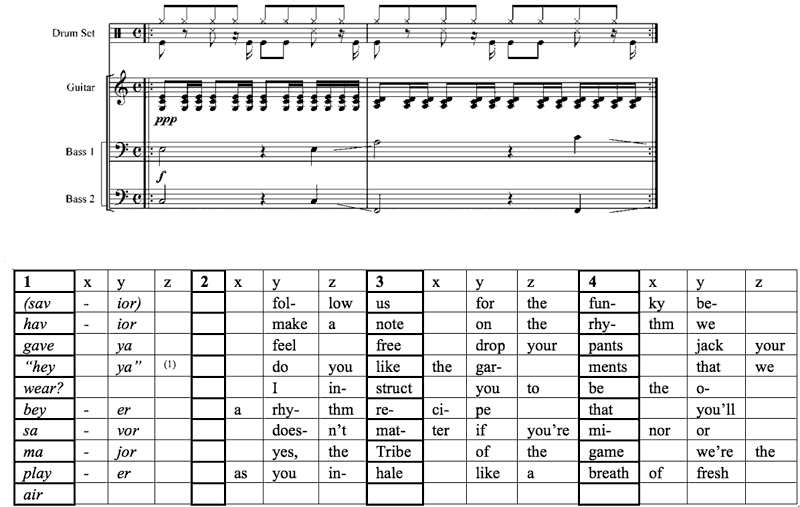 Drum Set
Guitar
ppp
Bass 1
f
Bass 2
1 x y z 2 x y z 3 x y z 4 x y z
(sav - ior) fol- low us for the fun- ky be-
hav - ior make a note on the rhy- thm we
gave ya feel free drop your pants jack your
“hey ya” (1) do you like the gar- ments that we
wear? I in- struct you to be the o-
bey - er a rhy- thm re- ci- pe that you'll
sa - vor does- n't mat- ter if you're mi- nor or
ma - jor yes, the Tribe of the game we're the
play - er as you in- hale like a breath of fresh
air